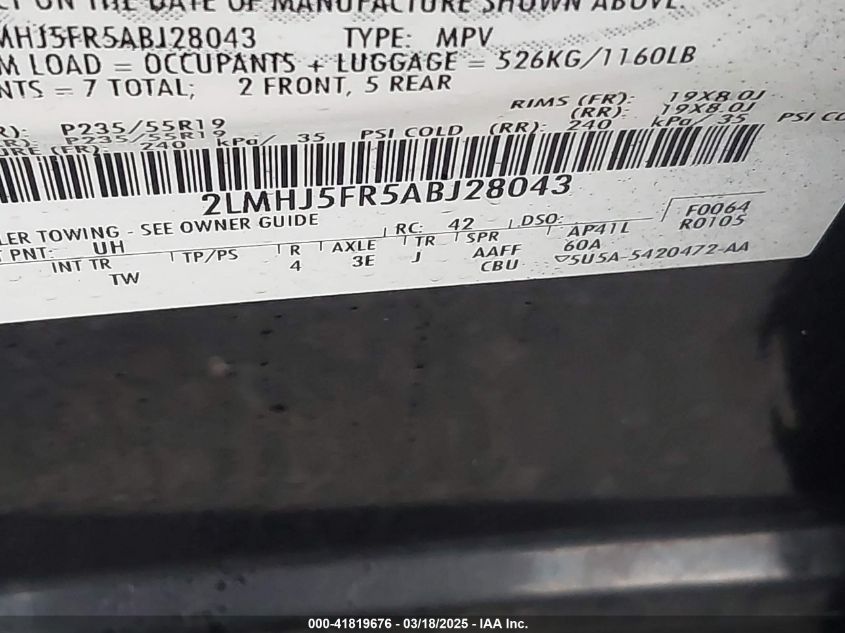 ON THE DATE OF MANUFACTURE SHOWN ABOVE.
MHJ5FR5ABJ28043 TYPE: MPV
M LOAD = OCCUPANTS + LUGGAGE = 526KG/1160LB
NTS = 7 TOTAL; 2 FRONT, 5 REAR
RIMS (FR): 19X8.0J
(RR): 19X8.0J
R): P235/55R19
R): P235/55R19
URE (FR): 240 kPa/ 35 PSI COLD (RR): 240 kPa/ 35 PSI CO
2LMHJ5FR5ABJ28043
LER TOWING - SEE OWNER GUIDE
PNT: UH RC: 42 DSO:
INT TR TP/PS R AXLE TR SPR AP41L F0064
TW 4 3E J AAFF 60A R0105
CBU 5U5A-5420472-AA
000-41819676 / 03/18/2025 - IAA Inc.